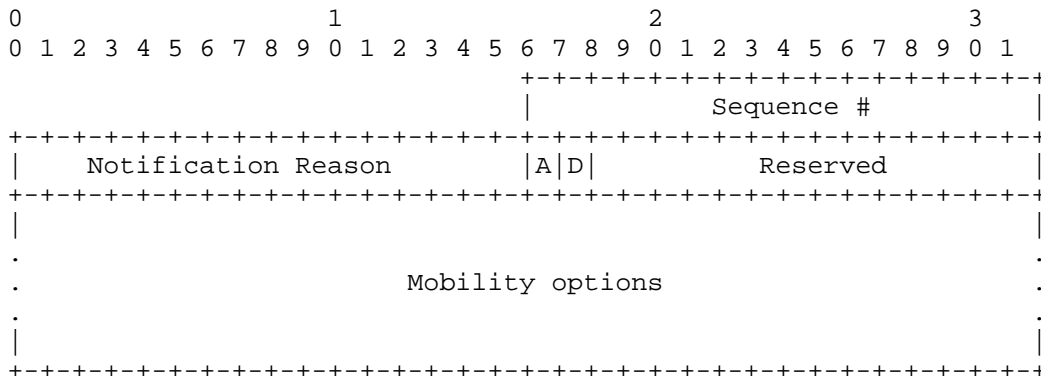 0                   1                   2                   3
0 1 2 3 4 5 6 7 8 9 0 1 2 3 4 5 6 7 8 9 0 1 2 3 4 5 6 7 8 9 0 1
                                +-+-+-+-+-+-+-+-+-+-+-+-+-+-+-+-+
                                |           Sequence #          |
+-+-+-+-+-+-+-+-+-+-+-+-+-+-+-+-+-+-+-+-+-+-+-+-+-+-+-+-+-+-+-+-+
|    Notification Reason        |A|D|          Reserved         |
+-+-+-+-+-+-+-+-+-+-+-+-+-+-+-+-+-+-+-+-+-+-+-+-+-+-+-+-+-+-+-+-+
|                                                               |
.                                                               .
.                        Mobility options                       .
.                                                               .
|                                                               |
+-+-+-+-+-+-+-+-+-+-+-+-+-+-+-+-+-+-+-+-+-+-+-+-+-+-+-+-+-+-+-+-+